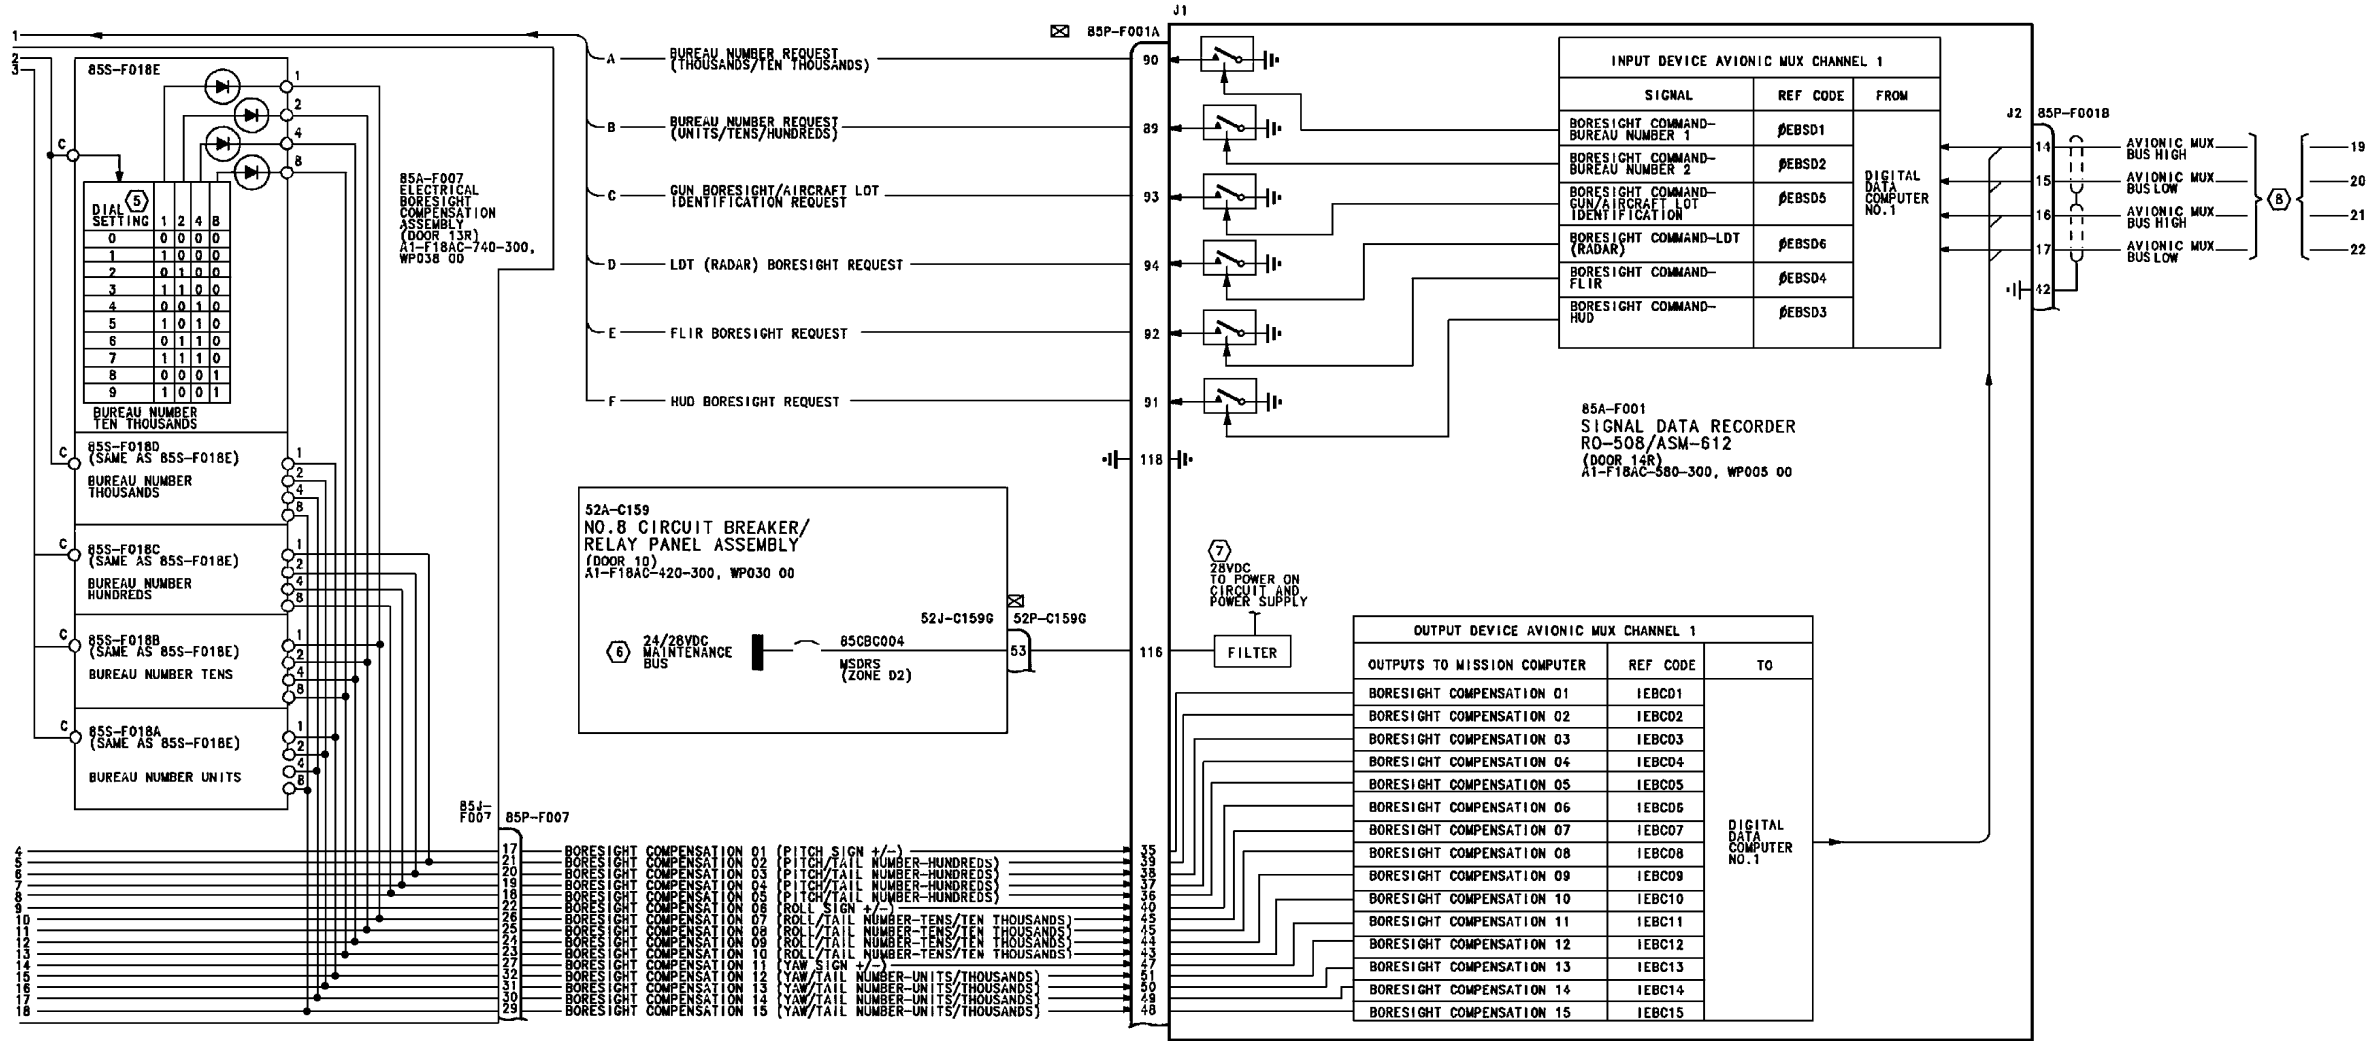 1
2
3
85S-F018E
1
2
4
8
C
5
DIAL
SETTING 1 2 4 8
0 0 0 0 0
1 1 0 0 0
2 0 1 0 0
3 1 1 0 0
4 0 0 1 0
5 1 0 1 0
6 0 1 1 0
7 1 1 1 0
8 0 0 0 1
9 1 0 0 1
BUREAU NUMBER
TEN THOUSANDS
C
85S-F018D
(SAME AS 85S-F018E)
BUREAU NUMBER
THOUSANDS
1
2
4
8
C
85S-F018C
(SAME AS 85S-F018E)
BUREAU NUMBER
HUNDREDS
1
2
4
8
C
85S-F018B
(SAME AS 85S-F018E)
BUREAU NUMBER TENS
1
2
4
8
C
85S-F018A
(SAME AS 85S-F018E)
BUREAU NUMBER UNITS
1
2
4
8
85A-F007
ELECTRICAL
BORESIGHT
COMPENSATION
ASSEMBLY
(DOOR 13R)
A1-F18AC-740-300,
WP038 00
A BUREAU NUMBER REQUEST
(THOUSANDS/TEN THOUSANDS)
B BUREAU NUMBER REQUEST
(UNITS/TENS/HUNDREDS)
C GUN BORESIGHT/AIRCRAFT LOT
IDENTIFICATION REQUEST
D LDT (RADAR) BORESIGHT REQUEST
E FLIR BORESIGHT REQUEST
F HUD BORESIGHT REQUEST
85P-F001A
J1
90
89
93
94
92
91
118
116
INPUT DEVICE AVIONIC MUX CHANNEL 1
SIGNAL REF CODE FROM
BORESIGHT COMMAND-
BUREAU NUMBER 1 ØEBSD1
BORESIGHT COMMAND-
BUREAU NUMBER 2 ØEBSD2
BORESIGHT COMMAND-
GUN/AIRCRAFT LOT
IDENTIFICATION ØEBSD5
BORESIGHT COMMAND-LDT
(RADAR) ØEBSD6
BORESIGHT COMMAND-
FLIR ØEBSD4
BORESIGHT COMMAND-
HUD ØEBSD3
DIGITAL
DATA
COMPUTER
NO.1
85A-F001
SIGNAL DATA RECORDER
RO-508/ASM-612
(DOOR 14R)
A1-F18AC-580-300, WP005 00
J2 85P-F001B
14 AVIONIC MUX
BUS HIGH 19
15 AVIONIC MUX
BUS LOW 20
16 AVIONIC MUX
BUS HIGH 21
17 AVIONIC MUX
BUS LOW 22
8
42
52A-C159
NO.8 CIRCUIT BREAKER/
RELAY PANEL ASSEMBLY
(DOOR 10)
A1-F18AC-420-300, WP030 00
52J-C159G 52P-C159G
6
24/28VDC
MAINTENANCE
BUS
85CBC004
MSDRS
(ZONE D2)
53
7
28VDC
TO POWER ON
CIRCUIT AND
POWER SUPPLY
FILTER
OUTPUT DEVICE AVIONIC MUX CHANNEL 1
OUTPUTS TO MISSION COMPUTER REF CODE TO
BORESIGHT COMPENSATION 01 IEBC01
BORESIGHT COMPENSATION 02 IEBC02
BORESIGHT COMPENSATION 03 IEBC03
BORESIGHT COMPENSATION 04 IEBC04
BORESIGHT COMPENSATION 05 IEBC05
BORESIGHT COMPENSATION 06 IEBC06
BORESIGHT COMPENSATION 07 IEBC07
BORESIGHT COMPENSATION 08 IEBC08
BORESIGHT COMPENSATION 09 IEBC09
BORESIGHT COMPENSATION 10 IEBC10
BORESIGHT COMPENSATION 11 IEBC11
BORESIGHT COMPENSATION 12 IEBC12
BORESIGHT COMPENSATION 13 IEBC13
BORESIGHT COMPENSATION 14 IEBC14
BORESIGHT COMPENSATION 15 IEBC15
DIGITAL
DATA
COMPUTER
NO.1
85J-
F007 85P-F007
4 17 BORESIGHT COMPENSATION 01 (PITCH SIGN +/-) 35
5 21 BORESIGHT COMPENSATION 02 (PITCH/TAIL NUMBER-HUNDREDS) 39
6 20 BORESIGHT COMPENSATION 03 (PITCH/TAIL NUMBER-HUNDREDS) 38
7 19 BORESIGHT COMPENSATION 04 (PITCH/TAIL NUMBER-HUNDREDS) 37
8 18 BORESIGHT COMPENSATION 05 (PITCH/TAIL NUMBER-HUNDREDS) 36
9 22 BORESIGHT COMPENSATION 06 (ROLL SIGN +/-) 40
10 26 BORESIGHT COMPENSATION 07 (ROLL/TAIL NUMBER-TENS/TEN THOUSANDS) 45
11 25 BORESIGHT COMPENSATION 08 (ROLL/TAIL NUMBER-TENS/TEN THOUSANDS) 45
12 24 BORESIGHT COMPENSATION 09 (ROLL/TAIL NUMBER-TENS/TEN THOUSANDS) 44
13 23 BORESIGHT COMPENSATION 10 (ROLL/TAIL NUMBER-TENS/TEN THOUSANDS) 43
14 27 BORESIGHT COMPENSATION 11 (YAW SIGN +/-) 47
15 32 BORESIGHT COMPENSATION 12 (YAW/TAIL NUMBER-UNITS/THOUSANDS) 51
16 31 BORESIGHT COMPENSATION 13 (YAW/TAIL NUMBER-UNITS/THOUSANDS) 50
17 30 BORESIGHT COMPENSATION 14 (YAW/TAIL NUMBER-UNITS/THOUSANDS) 49
18 29 BORESIGHT COMPENSATION 15 (YAW/TAIL NUMBER-UNITS/THOUSANDS) 48